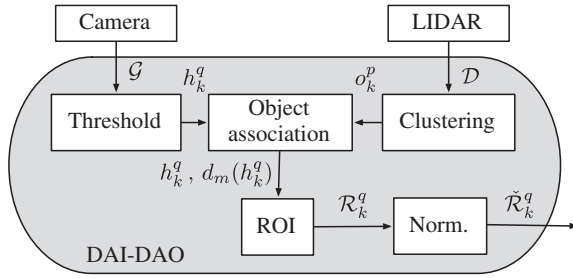 Camera
LIDAR
𝒢
h_k^q
o_k^p
𝒟
Threshold
Object
association
Clustering
h_k^q , d_m(h_k^q)
ROI
ℛ_k^q
Norm.
ℛ̌_k^q
DAI-DAO